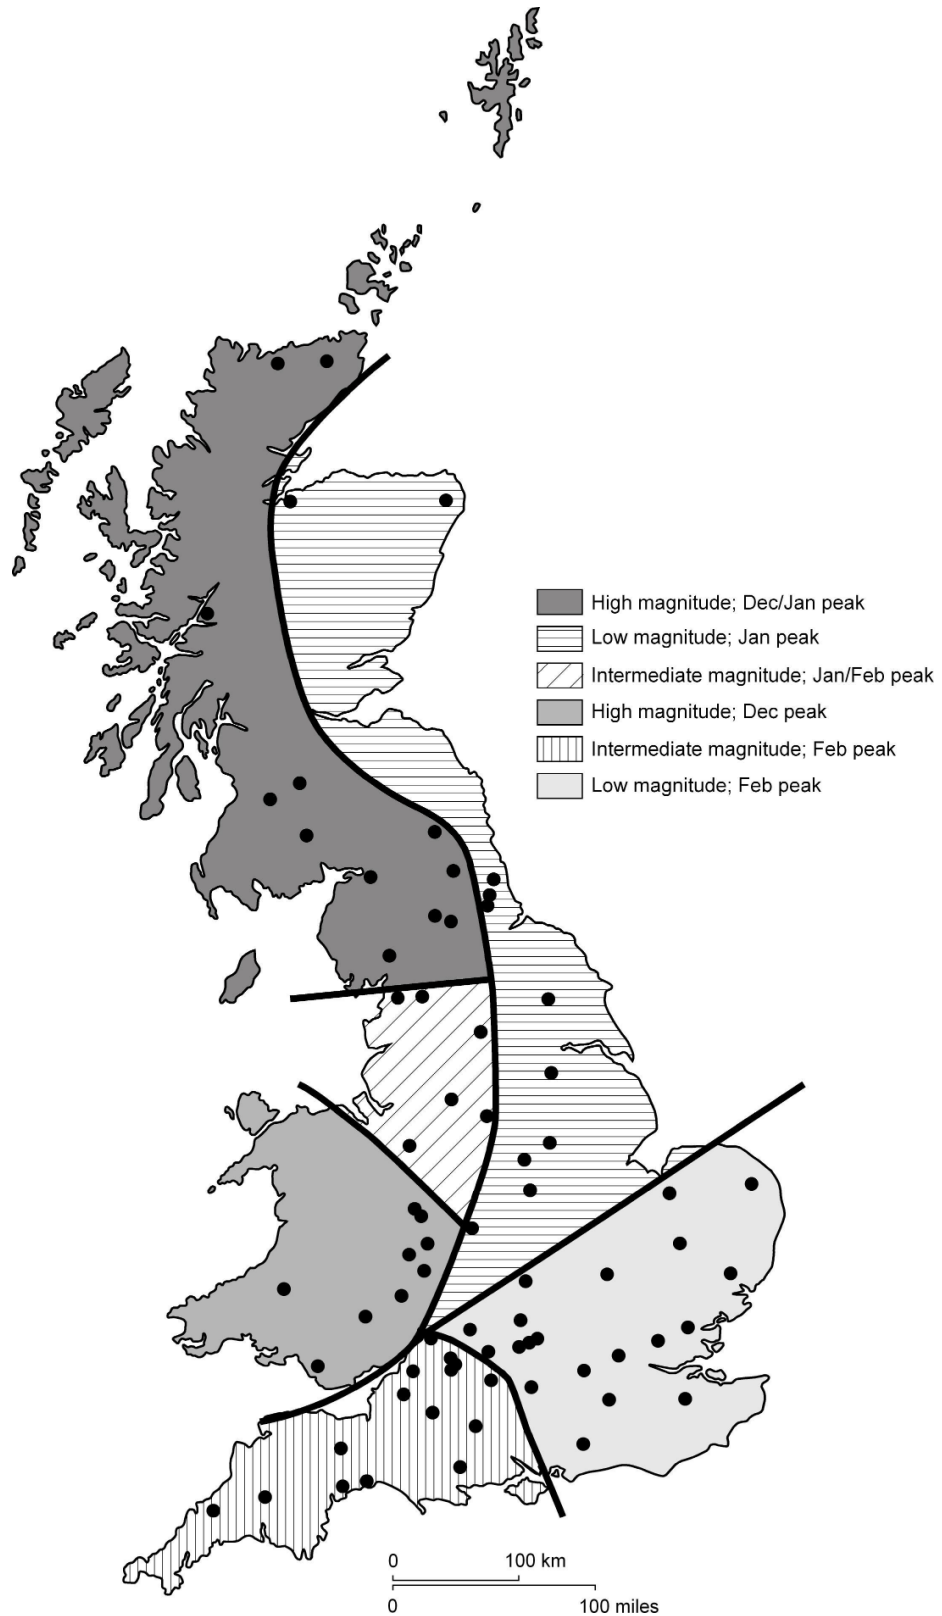 High magnitude; Dec/Jan peak
Low magnitude; Jan peak
Intermediate magnitude; Jan/Feb peak
High magnitude; Dec peak
Intermediate magnitude; Feb peak
Low magnitude; Feb peak
0 100 km
0 100 miles